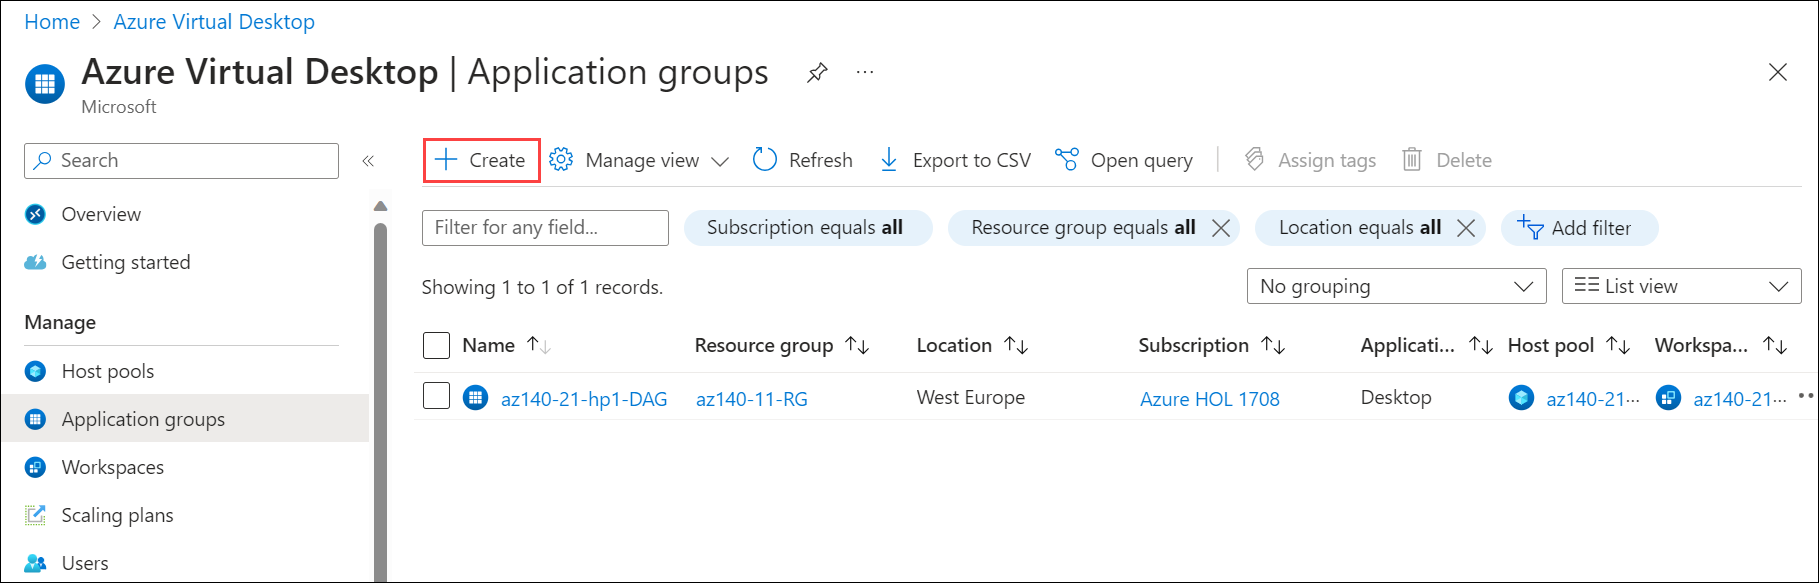 Home > Azure Virtual Desktop
Azure Virtual Desktop | Application groups ...
Microsoft
Search «
Create Manage view Refresh Export to CSV Open query Assign tags Delete
Overview
Getting started
Manage
Host pools
Application groups
Workspaces
Scaling plans
Users
Filter for any field... Subscription equals all Resource group equals all Location equals all Add filter
Showing 1 to 1 of 1 records. No grouping List view
Name Resource group Location Subscription Applicati... Host pool Workspa...
az140-21-hp1-DAG az140-11-RG West Europe Azure HOL 1708 Desktop az140-21... az140-21...